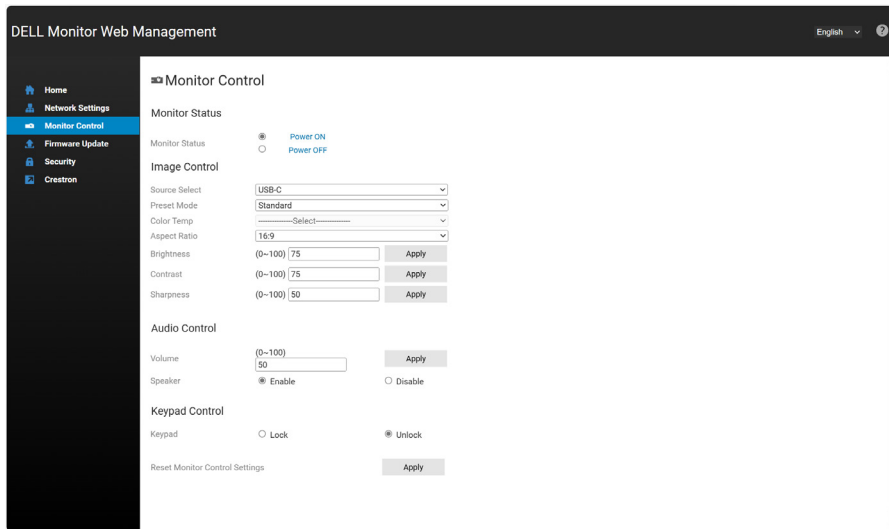 DELL Monitor Web Management
English
?
Home
Network Settings
Monitor Control
Firmware Update
Security
Crestron
Monitor Control
Monitor Status
Monitor Status
Power ON
Power OFF
Image Control
Source Select USB-C
Preset Mode Standard
Color Temp ---------------Select---------------
Aspect Ratio 16:9
Brightness (0~100) 75 Apply
Contrast (0~100) 75 Apply
Sharpness (0~100) 50 Apply
Audio Control
(0~100)
Volume 50 Apply
Speaker Enable Disable
Keypad Control
Keypad Lock Unlock
Reset Monitor Control Settings Apply